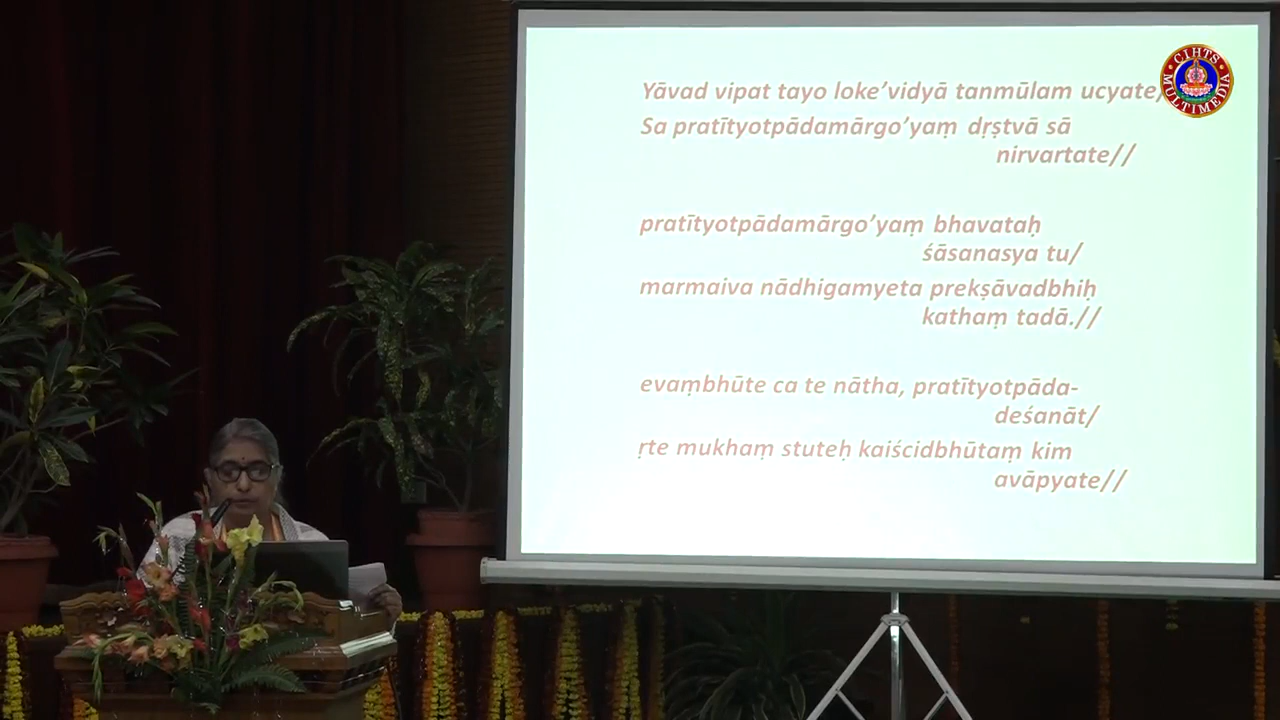 Yāvad vipat tayo loke’vidyā tanmūlam ucyate/
Sa pratītyotpādamārgo’yaṃ dṛṣtvā sā
nirvartate//
pratītyotpādamārgo’yaṃ bhavataḥ
śāsanasya tu/
marmaiva nādhigamyeta prekṣāvadbhiḥ
kathaṃ tadā.//
evaṃbhūte ca te nātha, pratītyotpāda-
deśanāt/
ṛte mukhaṃ stuteḥ kaiścidbhūtaṃ kim
avāpyate//
CIHTS
MULTIMEDIA